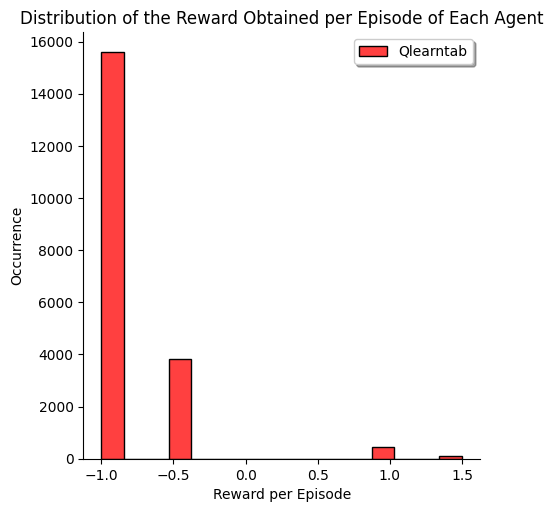 Distribution of the Reward Obtained per Episode of Each Agent
Qlearntab
16000
14000
12000
10000
8000
6000
4000
2000
0
Occurrence
−1.0 −0.5 0.0 0.5 1.0 1.5
Reward per Episode